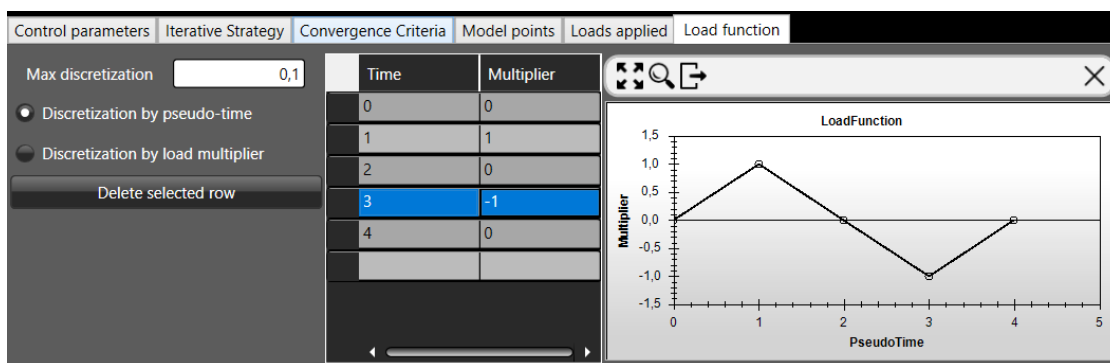 Control parameters Iterative Strategy Convergence Criteria Model points Loads applied Load function
Max discretization 0,1
Discretization by pseudo-time
Discretization by load multiplier
Delete selected row
Time Multiplier
0 0
1 1
2 0
3 -1
4 0
LoadFunction
Multiplier
1,5
1,0
0,5
0,0
-0,5
-1,0
-1,5
0 1 2 3 4 5
PseudoTime